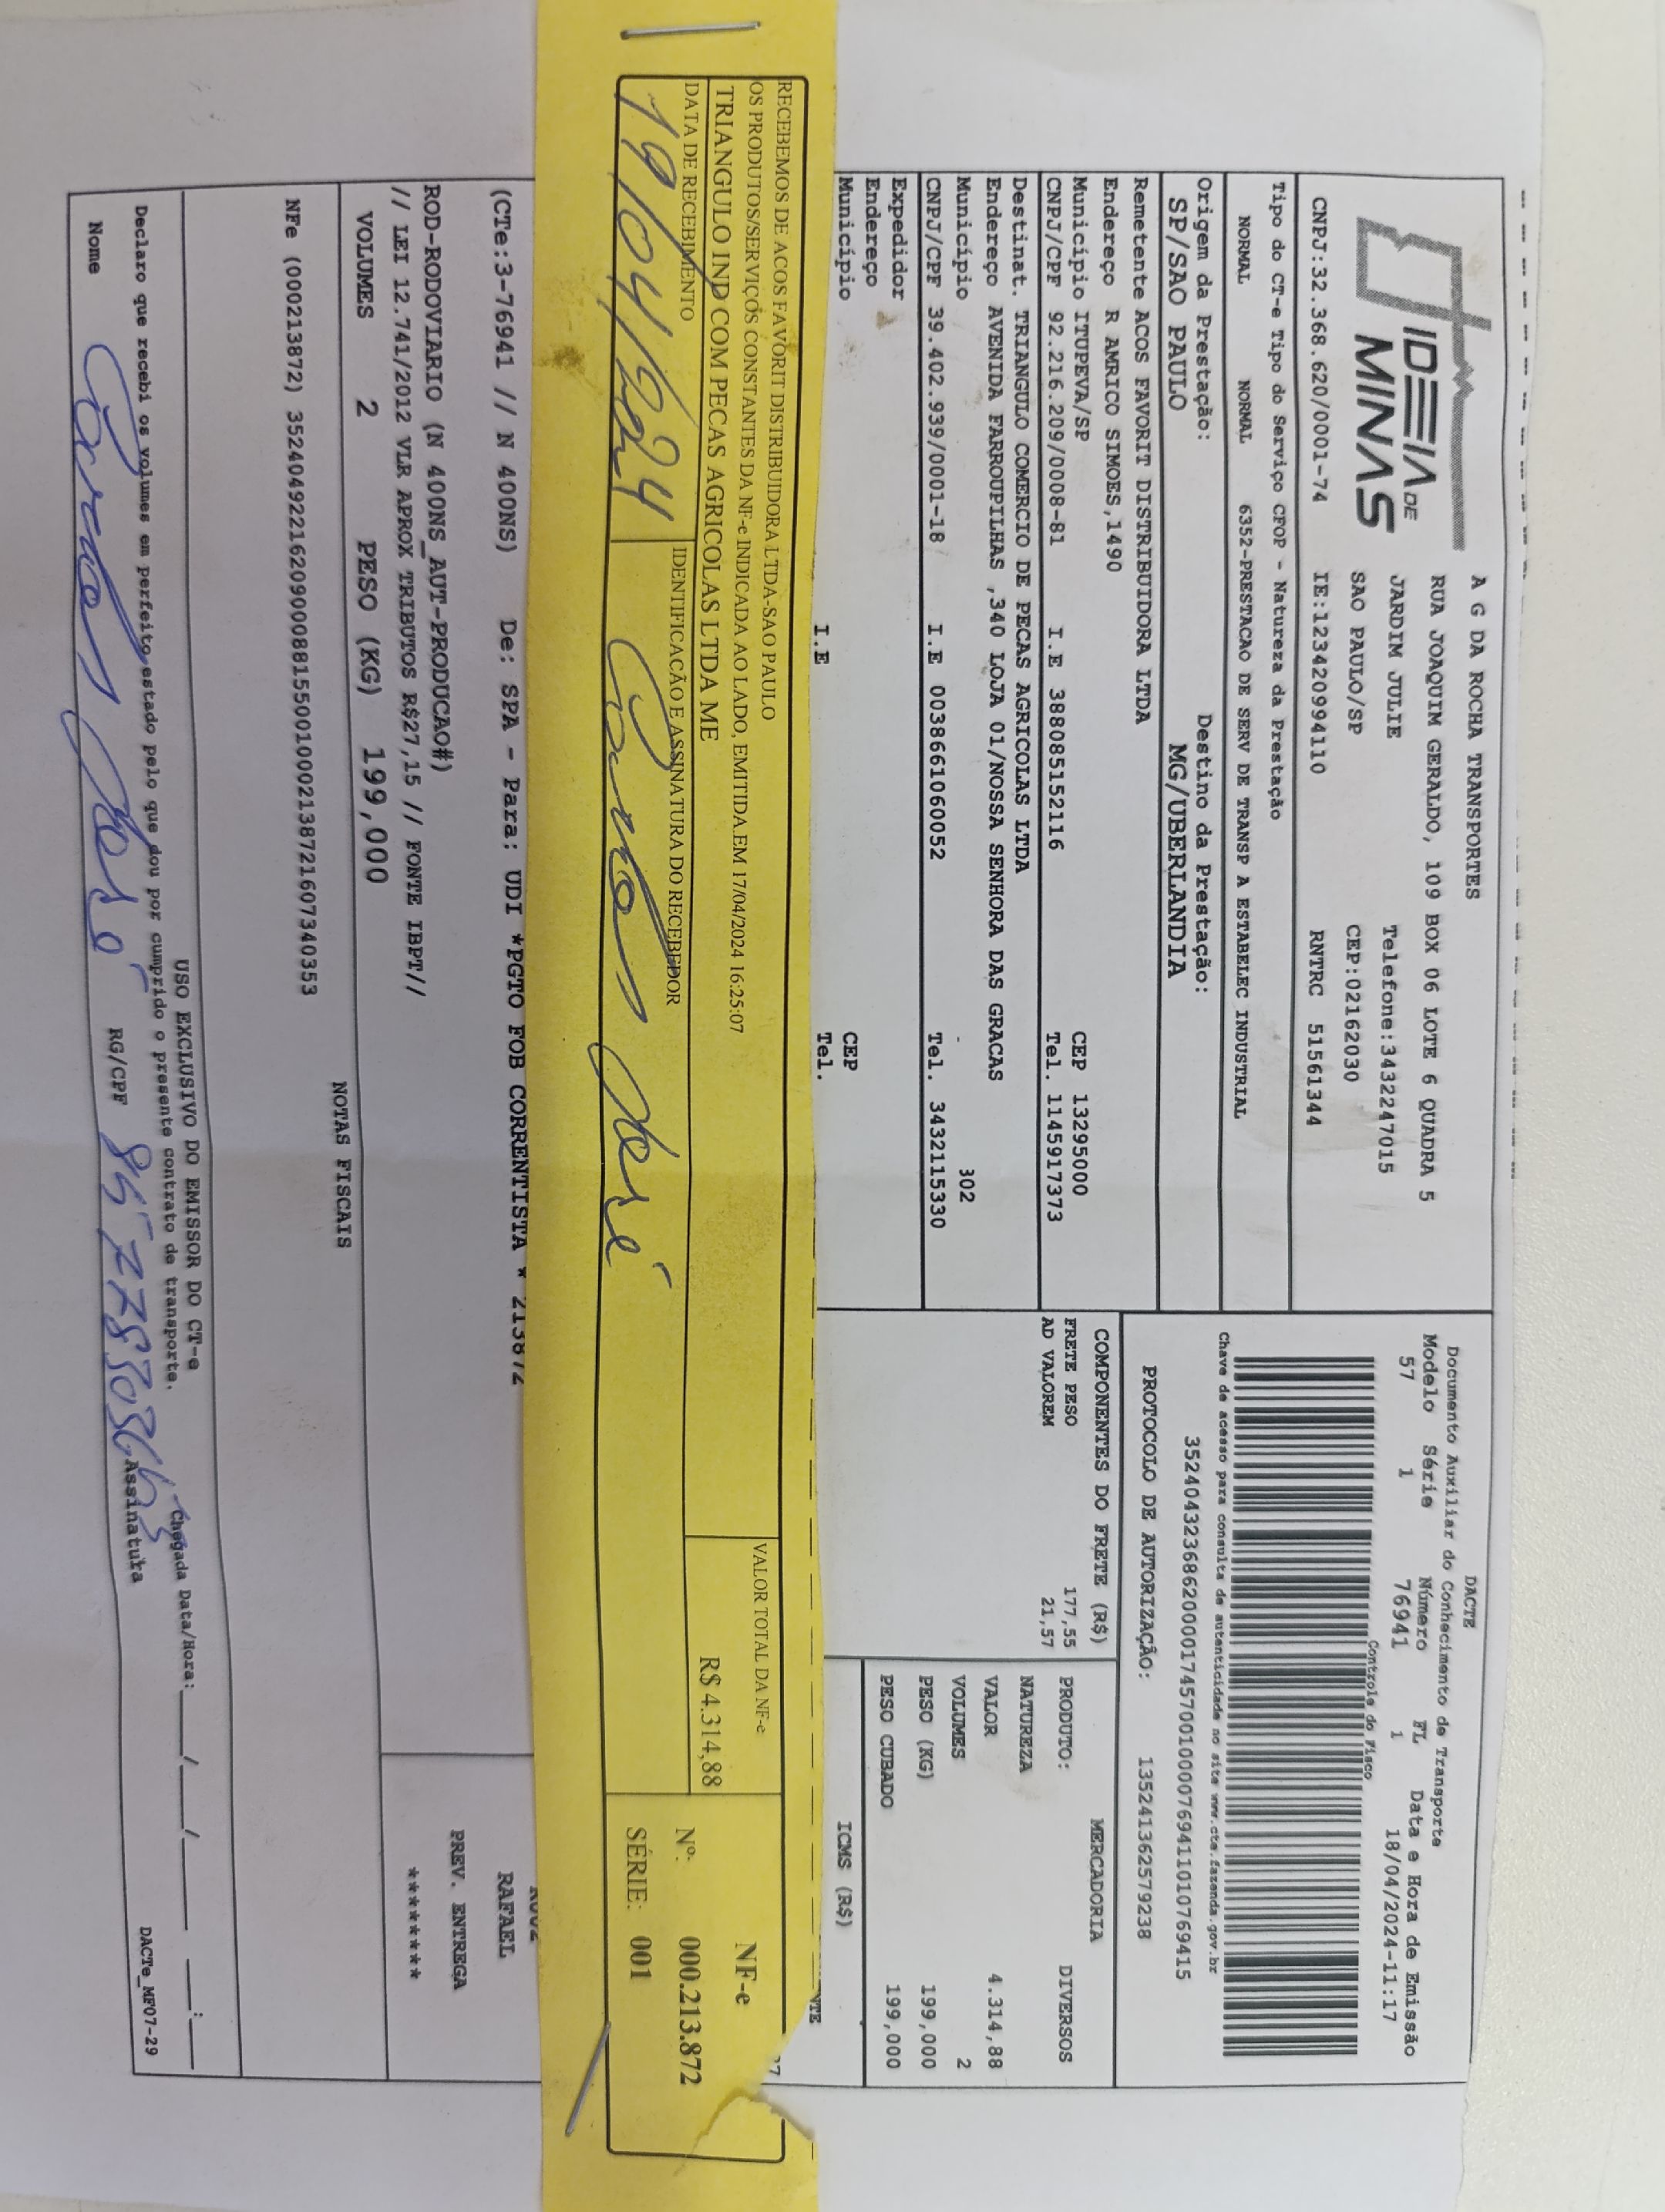 IDEIA DE
MINAS
A G DA ROCHA TRANSPORTES
RUA JOAQUIM GERALDO, 109 BOX 06 LOTE 6 QUADRA 5
JARDIM JULIE Telefone:3432247015
SAO PAULO/SP CEP:02162030
CNPJ:32.368.620/0001-74 IE:123420994110 RNTRC 51561344
Tipo do CT-e Tipo do Serviço CFOP - Natureza da Prestação
NORMAL NORMAL 6352-PRESTACAO DE SERV DE TRANSP A ESTABELEC INDUSTRIAL
Origem da Prestação: Destino da Prestação:
SP/SAO PAULO MG/UBERLANDIA
Remetente ACOS FAVORIT DISTRIBUIDORA LTDA
Endereço R AMRICO SIMOES,1490
Município ITUPEVA/SP CEP 13295000
CNPJ/CPF 92.216.209/0008-81 I.E 388085152116 Tel. 1145917373
Destinat. TRIANGULO COMERCIO DE PECAS AGRICOLAS LTDA
Endereço AVENIDA FARROUPILHAS ,340 LOJA 01/NOSSA SENHORA DAS GRACAS
Município - 302
CNPJ/CPF 39.402.939/0001-18 I.E 0038661060052 Tel. 3432115330
Expedidor
Endereço
Município CEP
I.E Tel.
DACTE
Documento Auxiliar do Conhecimento de Transporte
Modelo Série Número FL Data e Hora de Emissão
57 1 76941 1 18/04/2024-11:17
Controle do Fisco
Chave de acesso para consulta de autenticidade no site www.cte.fazenda.gov.br
35240432368620000174570010000769411010769415
PROTOCOLO DE AUTORIZAÇÃO: 135241362579238
COMPONENTES DO FRETE (R$)
FRETE PESO 177,55
AD VALOREM 21,57
MERCADORIA
PRODUTO: DIVERSOS
NATUREZA
VALOR 4.314,88
VOLUMES 2
PESO (KG) 199,000
PESO CUBADO 199,000
ICMS (R$)
RECEBEMOS DE ACOS FAVORIT DISTRIBUIDORA LTDA-SAO PAULO
OS PRODUTOS/SERVIÇOS CONSTANTES DA NF-e INDICADA AO LADO, EMITIDA EM 17/04/2024 16:25:07
TRIANGULO IND COM PECAS AGRICOLAS LTDA ME
VALOR TOTAL DA NF-e
R$ 4.314,88
DATA DE RECEBIMENTO IDENTIFICAÇÃO E ASSINATURA DO RECEBEDOR
19/04/2024 Carlos José
NF-e
Nº: 000.213.872
SÉRIE: 001
(CTe:3-76941 // N 400NS) De: SPA - Para: UDI *PGTO FOB CORRENTISTA * 213872
RAFAEL
ROD-RODOVIARIO (N 400NS_AUT-PRODUCAO#)
// LEI 12.741/2012 VLR APROX TRIBUTOS R$27,15 // FONTE IBPT//
PREV. ENTREGA
********
VOLUMES 2 PESO (KG) 199,000
NOTAS FISCAIS
NFe (000213872) 35240492216209000881550010002138721607340353
USO EXCLUSIVO DO EMISSOR DO CT-e
Declaro que recebi os volumes em perfeito estado pelo que dou por cumprido o presente contrato de transporte.
Chegada Data/Hora: / / :
Nome Carlos José RG/CPF Assinatura
DACTe_MF07-29